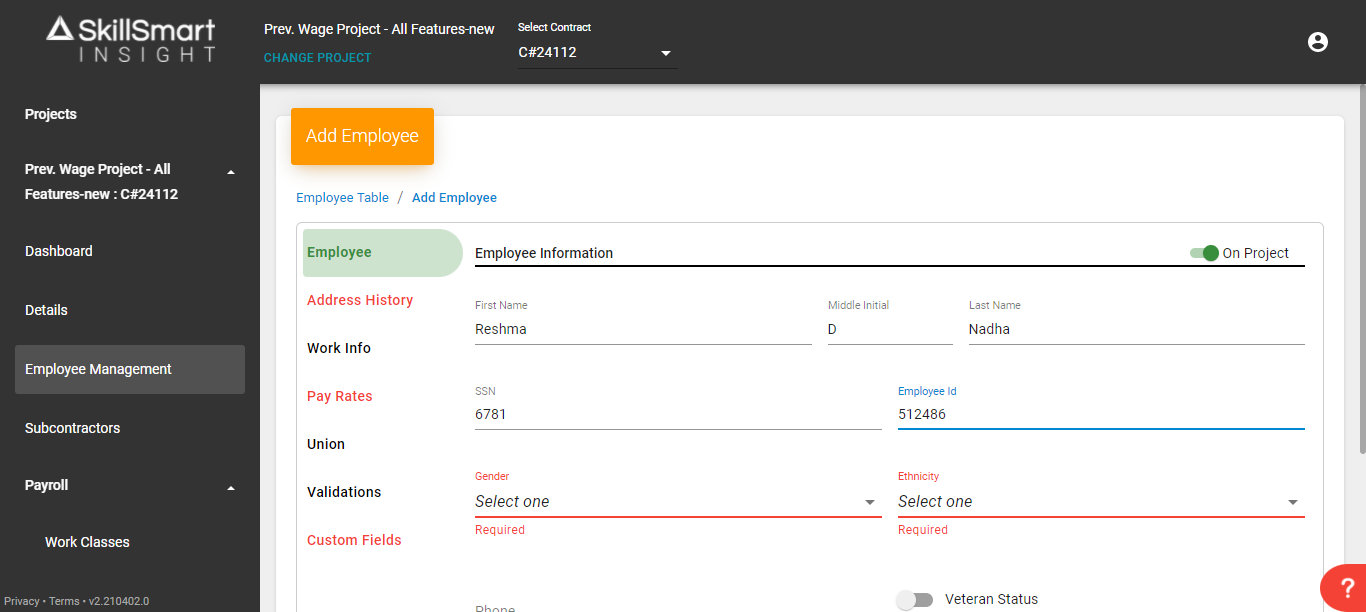 SkillSmart
INSIGHT
Prev. Wage Project - All Features-new
CHANGE PROJECT
Select Contract
C#24112
Projects
Prev. Wage Project - All
Features-new : C#24112
Dashboard
Details
Employee Management
Subcontractors
Payroll
Work Classes
Privacy • Terms • v2.210402.0
Add Employee
Employee Table / Add Employee
Employee
Address History
Work Info
Pay Rates
Union
Validations
Custom Fields
Employee Information
On Project
First Name
Reshma
Middle Initial
D
Last Name
Nadha
SSN
6781
Employee Id
512486
Gender
Select one
Required
Ethnicity
Select one
Required
Phone
Veteran Status
?